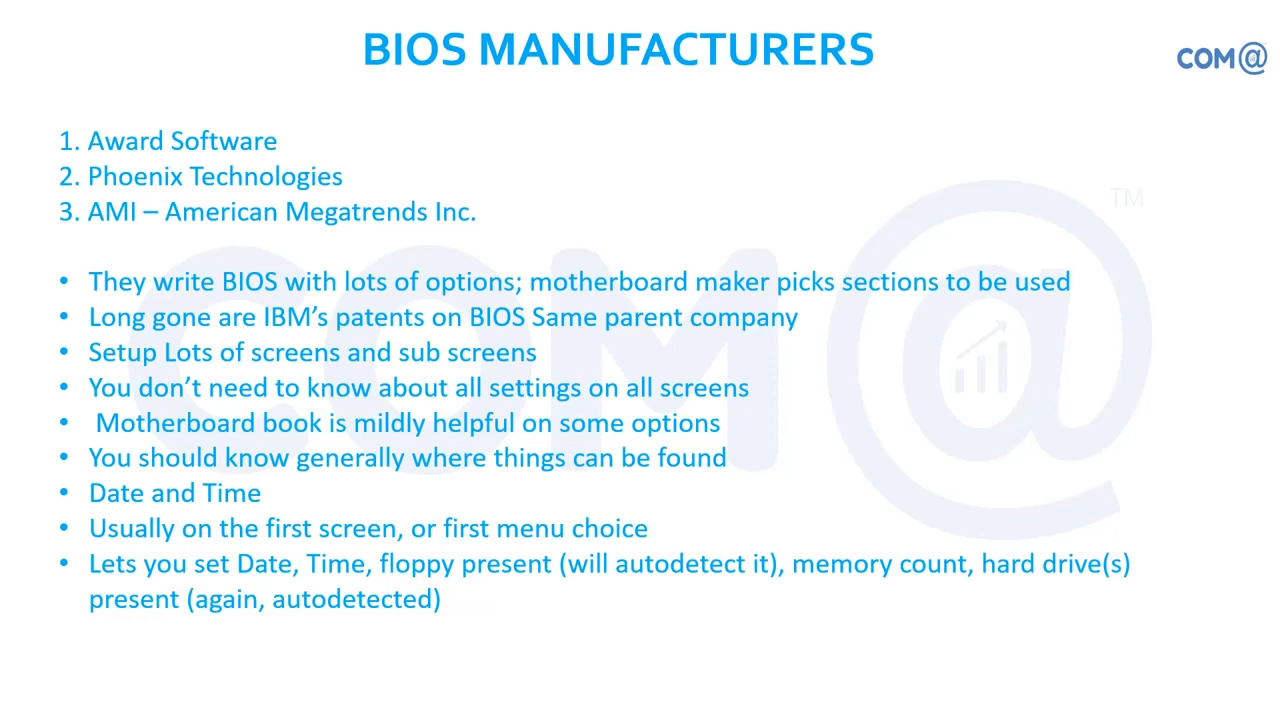 BIOS MANUFACTURERS
COM@
1. Award Software
2. Phoenix Technologies
3. AMI – American Megatrends Inc.
TM
• They write BIOS with lots of options; motherboard maker picks sections to be used
• Long gone are IBM’s patents on BIOS Same parent company
• Setup Lots of screens and sub screens
• You don’t need to know about all settings on all screens
• Motherboard book is mildly helpful on some options
• You should know generally where things can be found
• Date and Time
• Usually on the first screen, or first menu choice
• Lets you set Date, Time, floppy present (will autodetect it), memory count, hard drive(s)
present (again, autodetected)
COM@